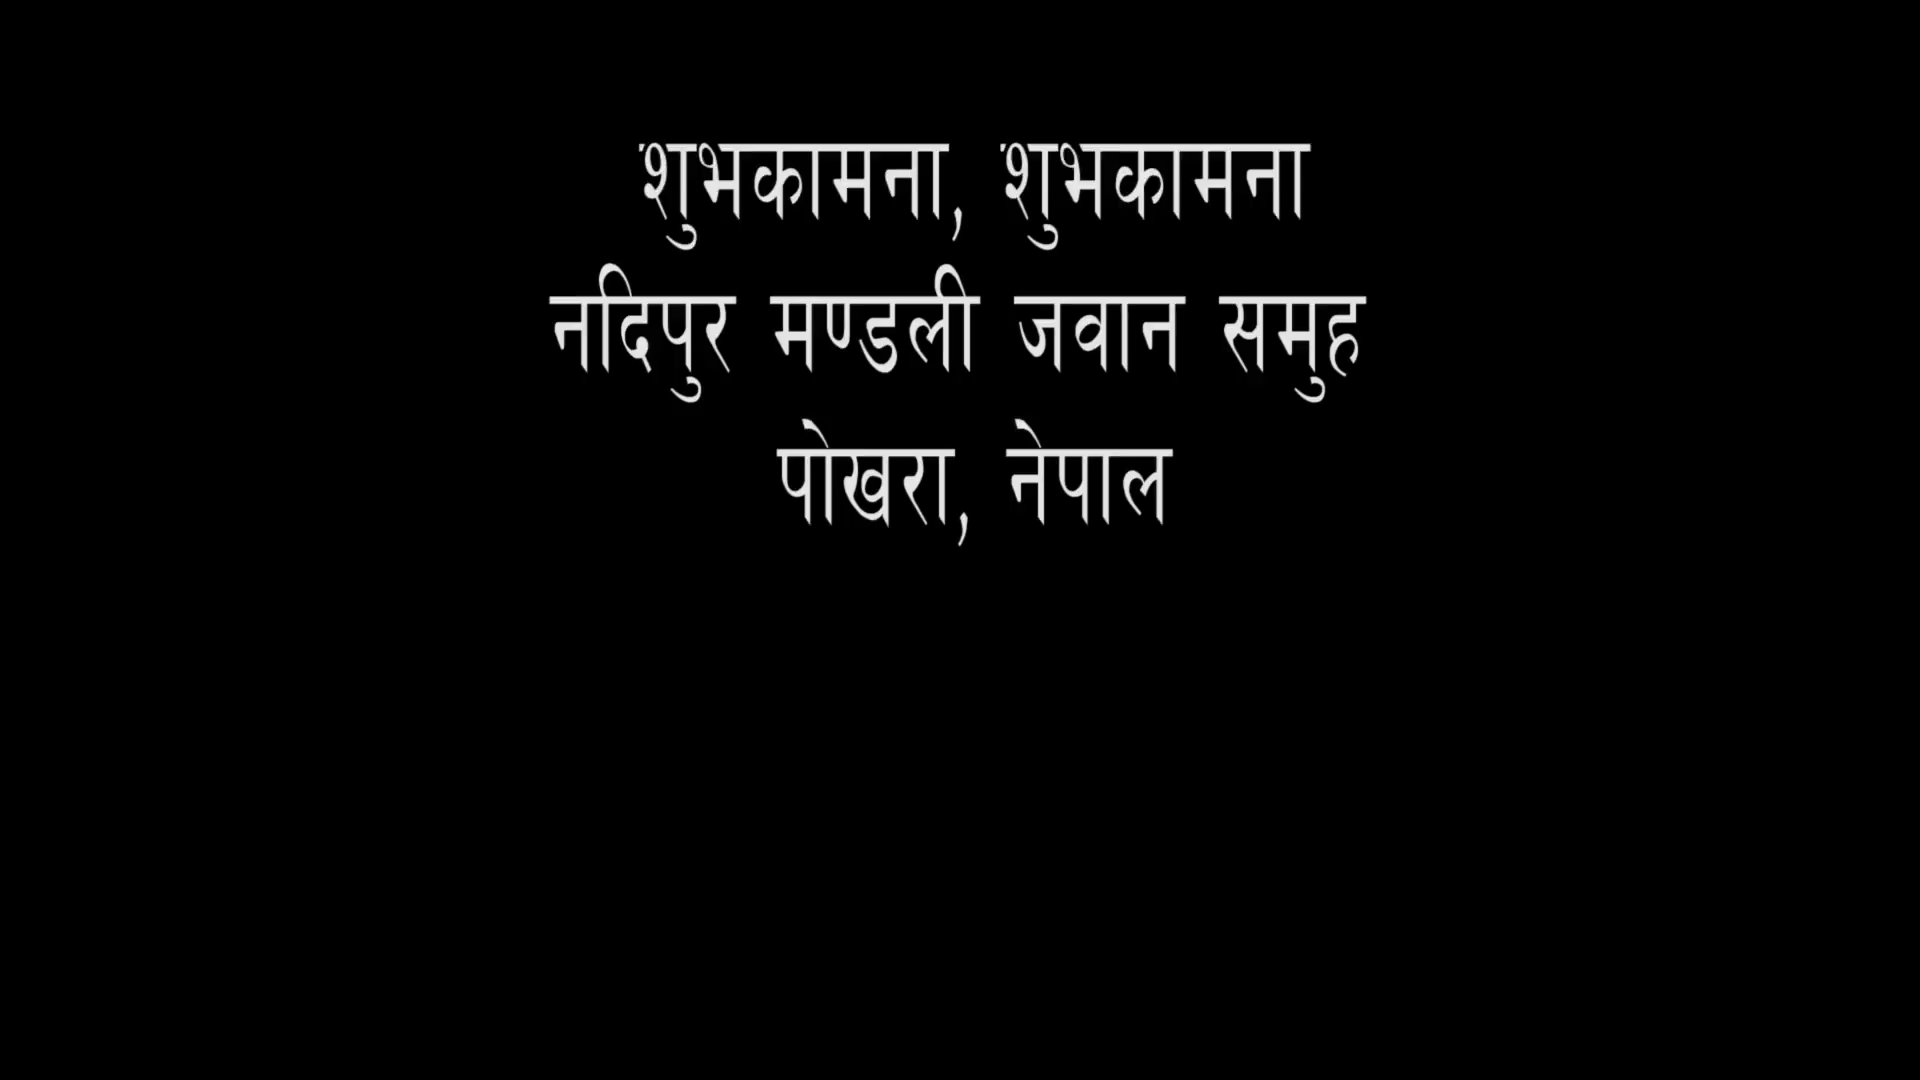 शुभकामना, शुभकामना
नदिपुर मण्डली जवान समुह
पोखरा, नेपाल